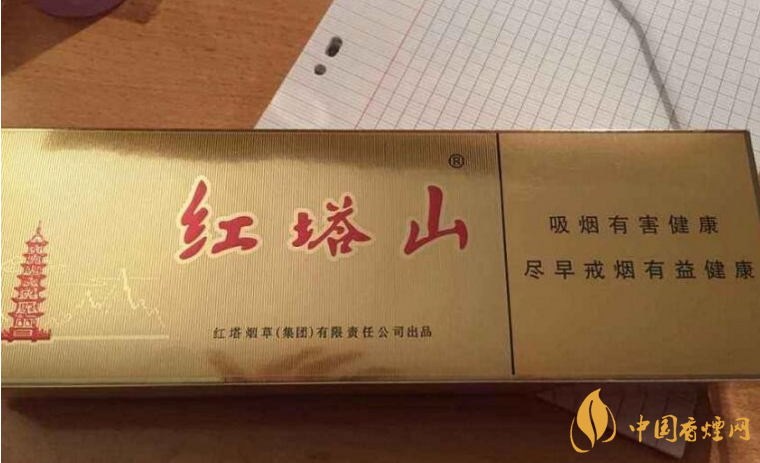 红塔山®
红塔烟草(集团)有限责任公司出品
吸烟有害健康
尽早戒烟有益健康
中国香煙网